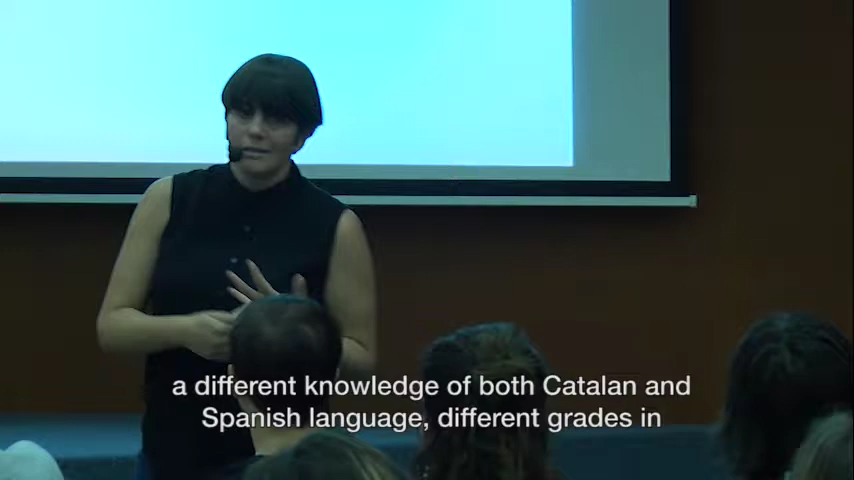 a different knowledge of both Catalan and
Spanish language, different grades in